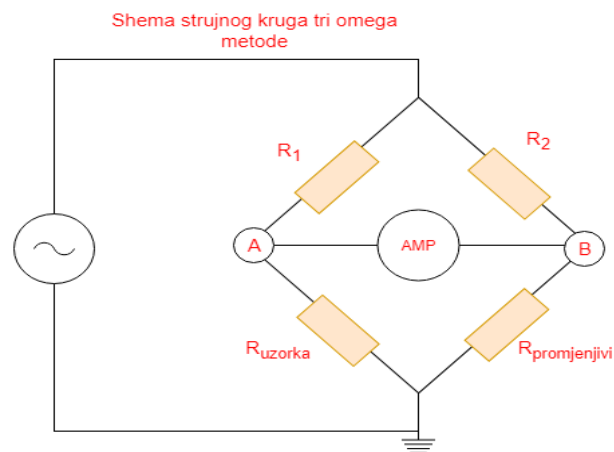 Shema strujnog kruga tri omega
metode
R1
R2
A
AMP
B
Ruzorka
Rpromjenjivi